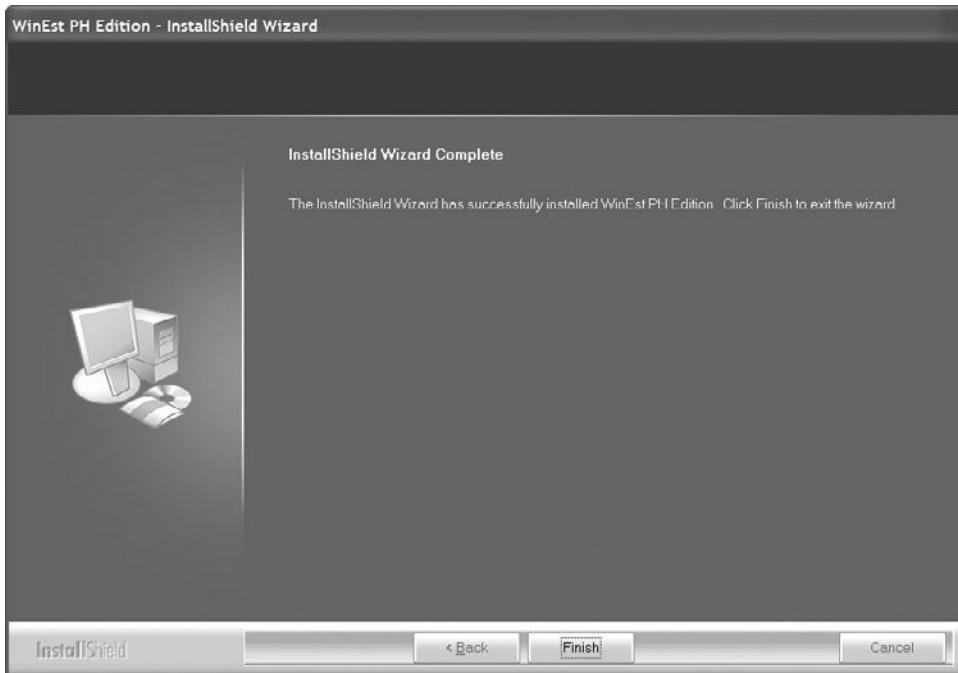 WinEst PH Edition - InstallShield Wizard
InstallShield Wizard Complete
The InstallShield Wizard has successfully installed WinEst PH Edition. Click Finish to exit the wizard.
InstallShield
< Back
Finish
Cancel